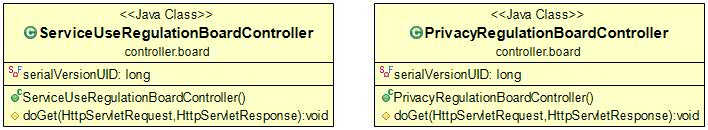 <<Java Class>>
ServiceUseRegulationBoardController
controller.board
serialVersionUID: long
ServiceUseRegulationBoardController()
doGet(HttpServletRequest,HttpServletResponse):void
<<Java Class>>
PrivacyRegulationBoardController
controller.board
serialVersionUID: long
PrivacyRegulationBoardController()
doGet(HttpServletRequest,HttpServletResponse):void